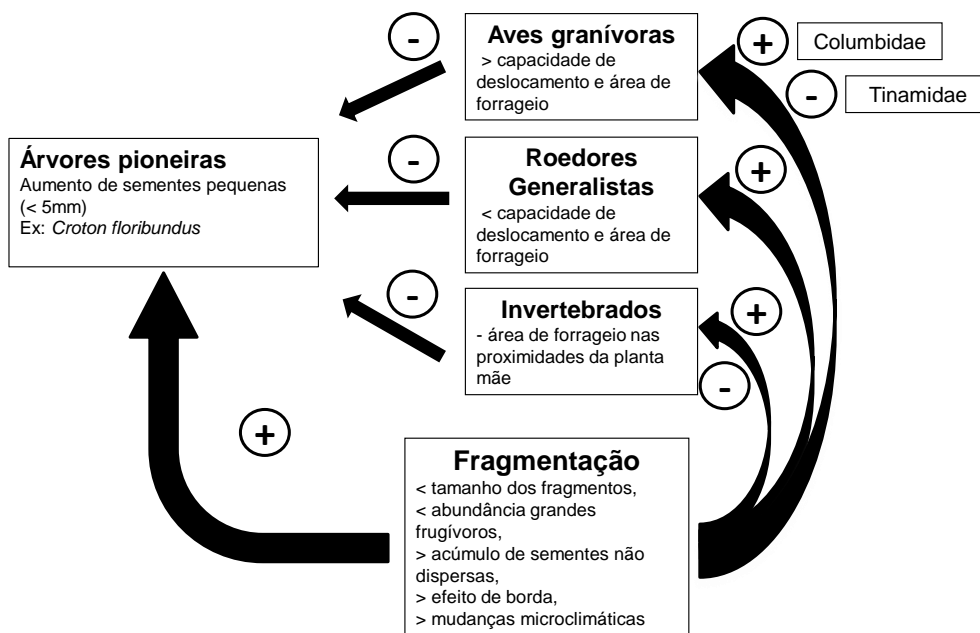 -
Aves granívoras
> capacidade de
deslocamento e área de
forrageio
+
Columbidae
-
Tinamidae
Árvores pioneiras
Aumento de sementes pequenas
(< 5mm)
Ex: Croton floribundus
-
Roedores
Generalistas
< capacidade de
deslocamento e área de
forrageio
+
-
Invertebrados
- área de forrageio nas
proximidades da planta
mãe
+
-
+
Fragmentação
< tamanho dos fragmentos,
< abundância grandes
frugívoros,
> acúmulo de sementes não
dispersas,
> efeito de borda,
> mudanças microclimáticas